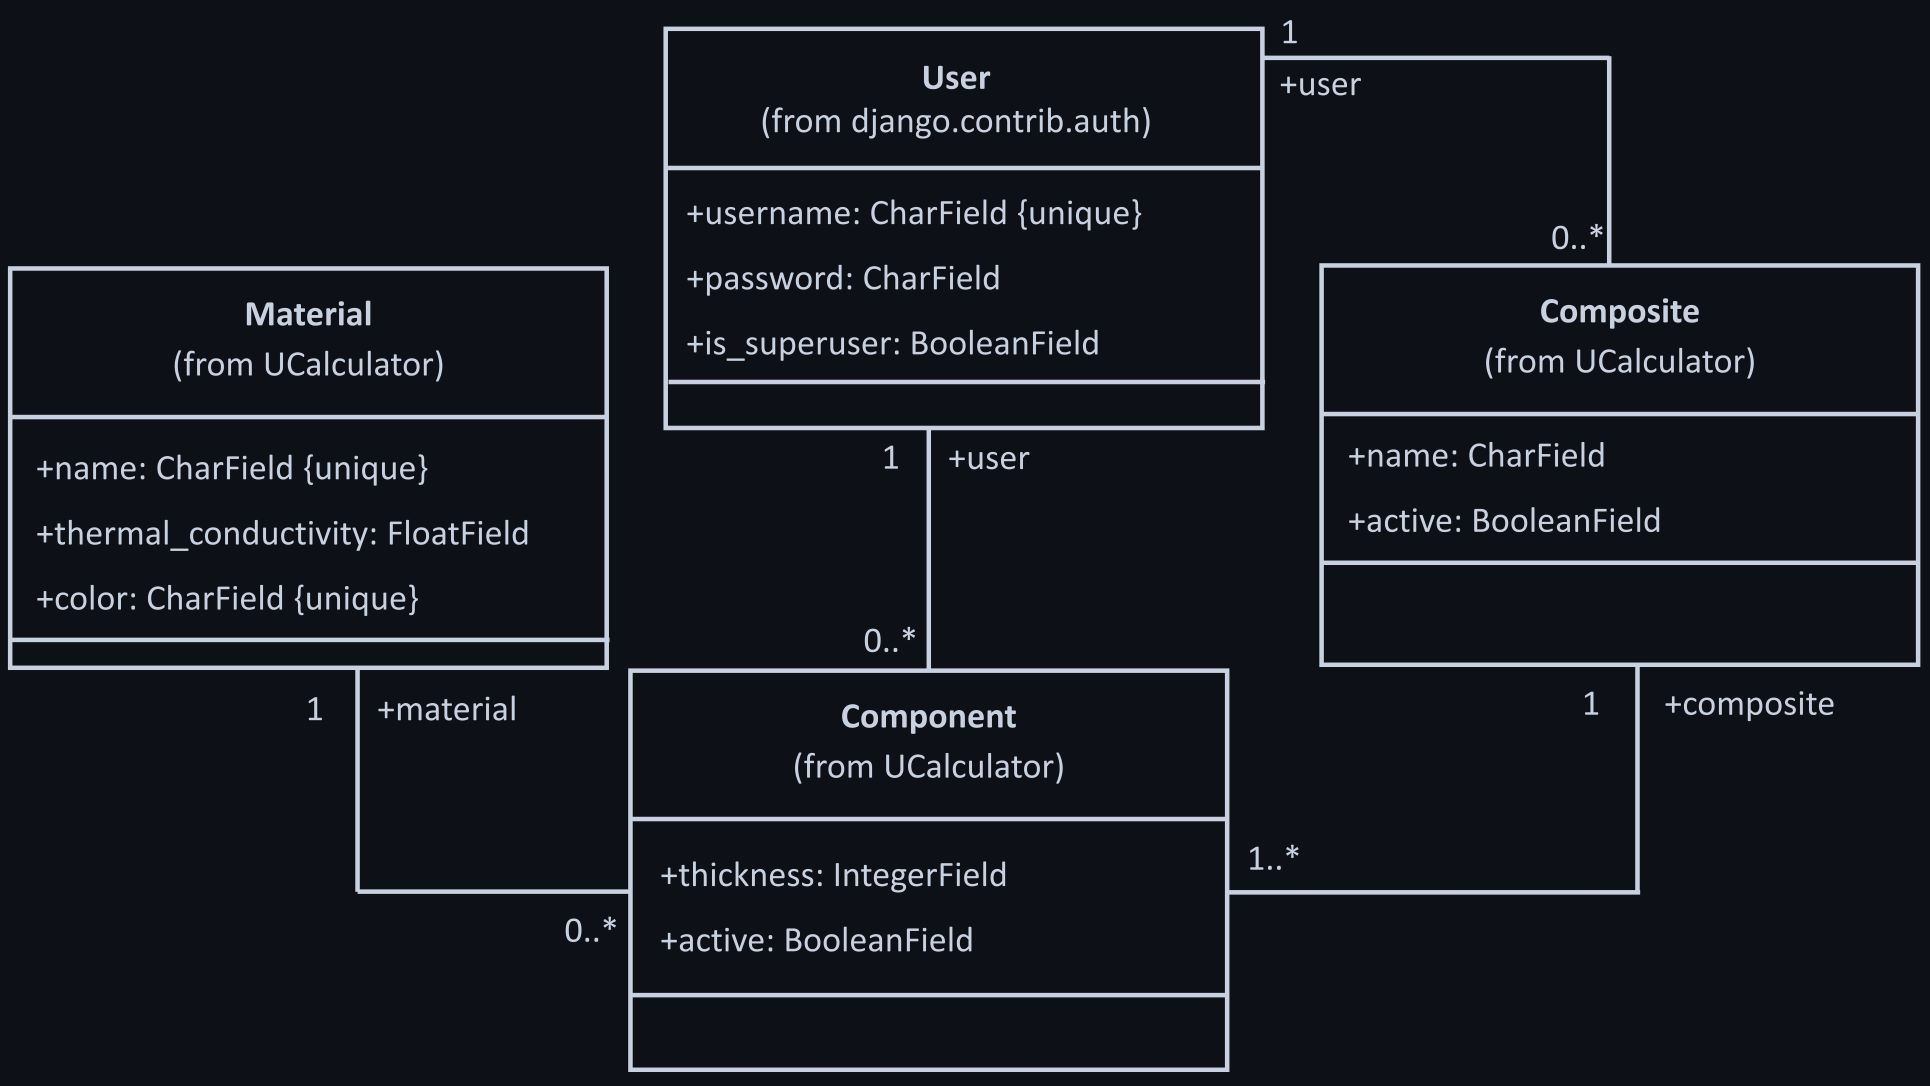 User
(from django.contrib.auth)
+username: CharField {unique}
+password: CharField
+is_superuser: BooleanField
1
+user
0..*
Material
(from UCalculator)
+name: CharField {unique}
+thermal_conductivity: FloatField
+color: CharField {unique}
Composite
(from UCalculator)
+name: CharField
+active: BooleanField
1
+user
0..*
1
+material
0..*
Component
(from UCalculator)
+thickness: IntegerField
+active: BooleanField
1
+composite
1..*